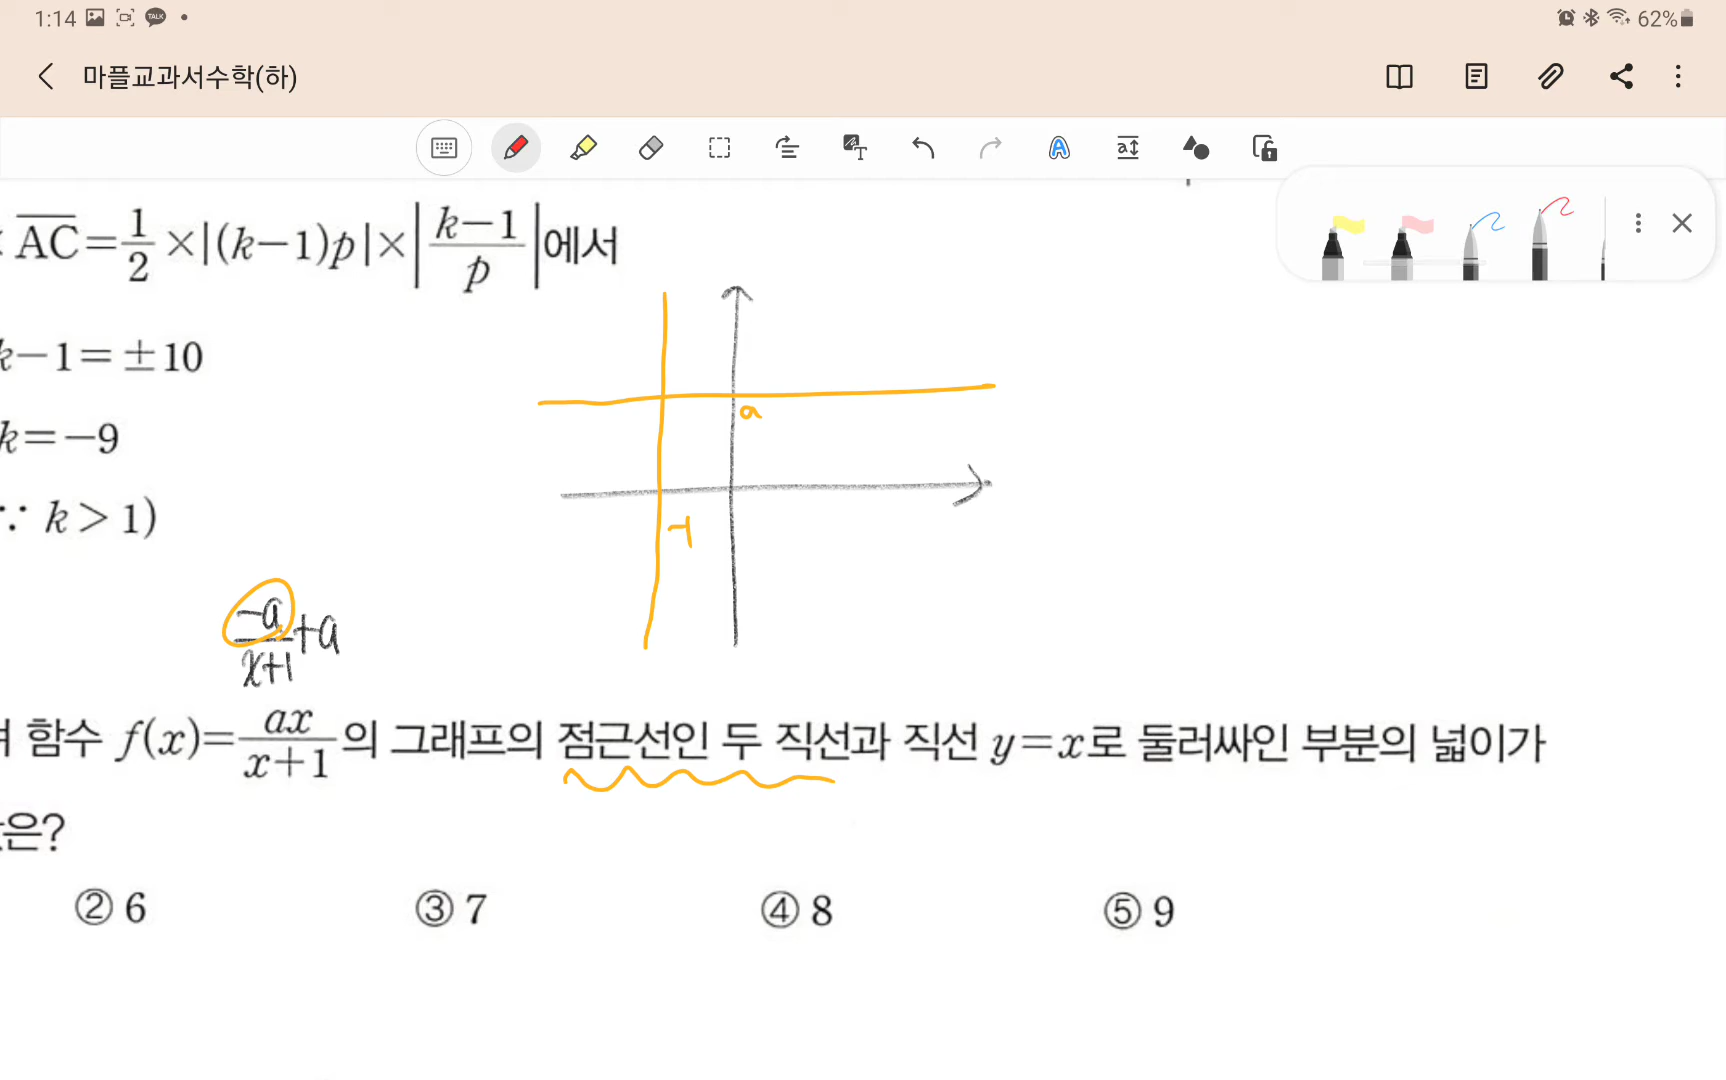 1:14 TALK 62%
마플교과서수학(하)
AC=1/2×|(k−1)p|×|(k−1)/p|에서
k−1=±10
k=−9
∵ k>1)
a
-1
-a/(x+1)+a
함수 f(x)=ax/(x+1)의 그래프의 점근선인 두 직선과 직선 y=x로 둘러싸인 부분의 넓이가
은?
② 6 ③ 7 ④ 8 ⑤ 9